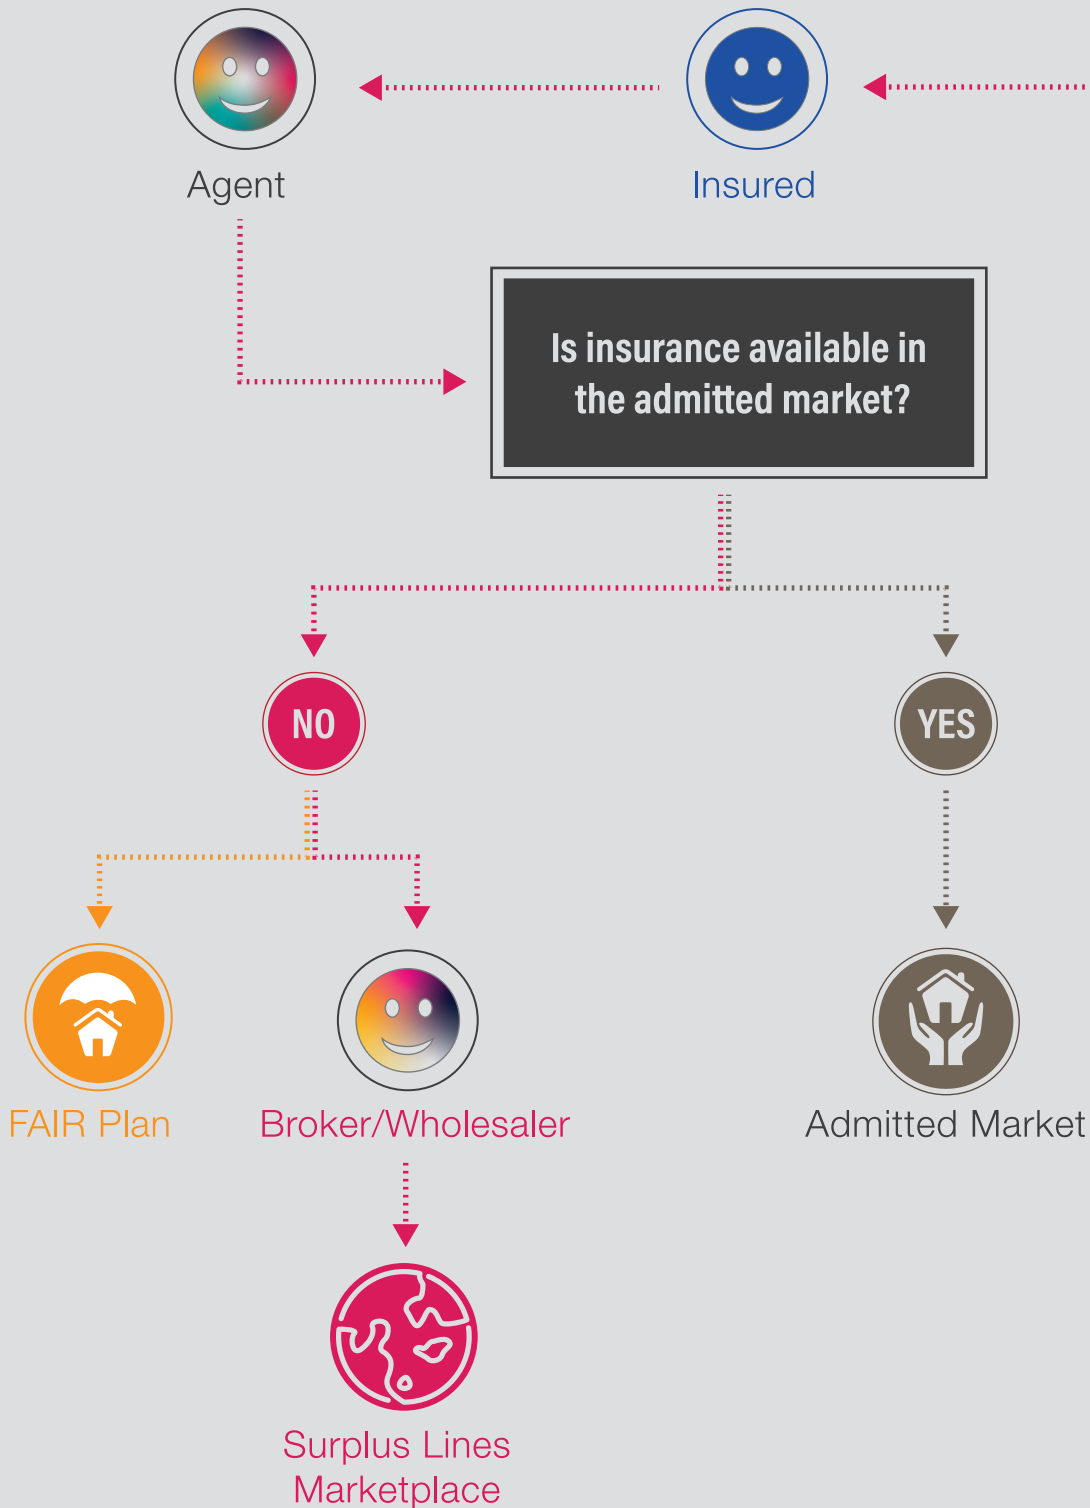 Agent
Insured
Is insurance available in
the admitted market?
NO
YES
FAIR Plan
Broker/Wholesaler
Admitted Market
Surplus Lines
Marketplace